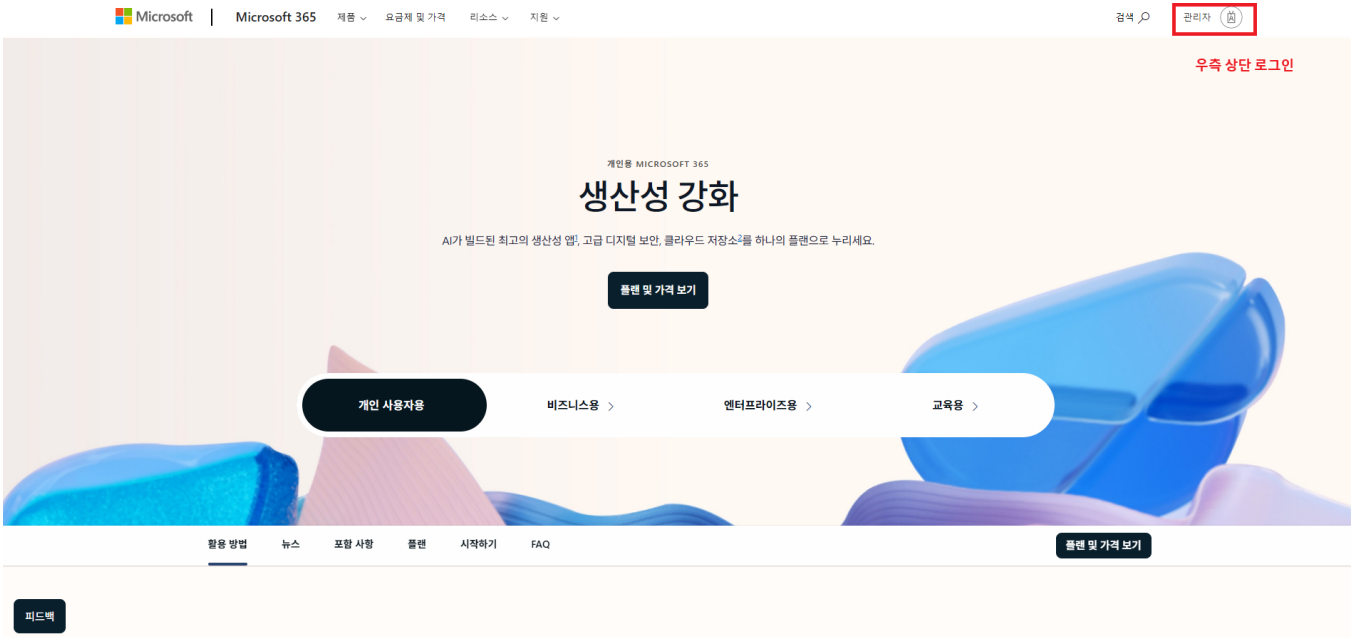 Microsoft Microsoft 365 제품 요금제 및 가격 리소스 지원 검색 관리자
우측 상단 로그인
개인용 MICROSOFT 365
생산성 강화
AI가 빌드된 최고의 생산성 앱1, 고급 디지털 보안, 클라우드 저장소2를 하나의 플랜으로 누리세요.
플랜 및 가격 보기
개인 사용자용 비즈니스용 엔터프라이즈용 교육용
활용 방법 뉴스 포함 사항 플랜 시작하기 FAQ 플랜 및 가격 보기
피드백